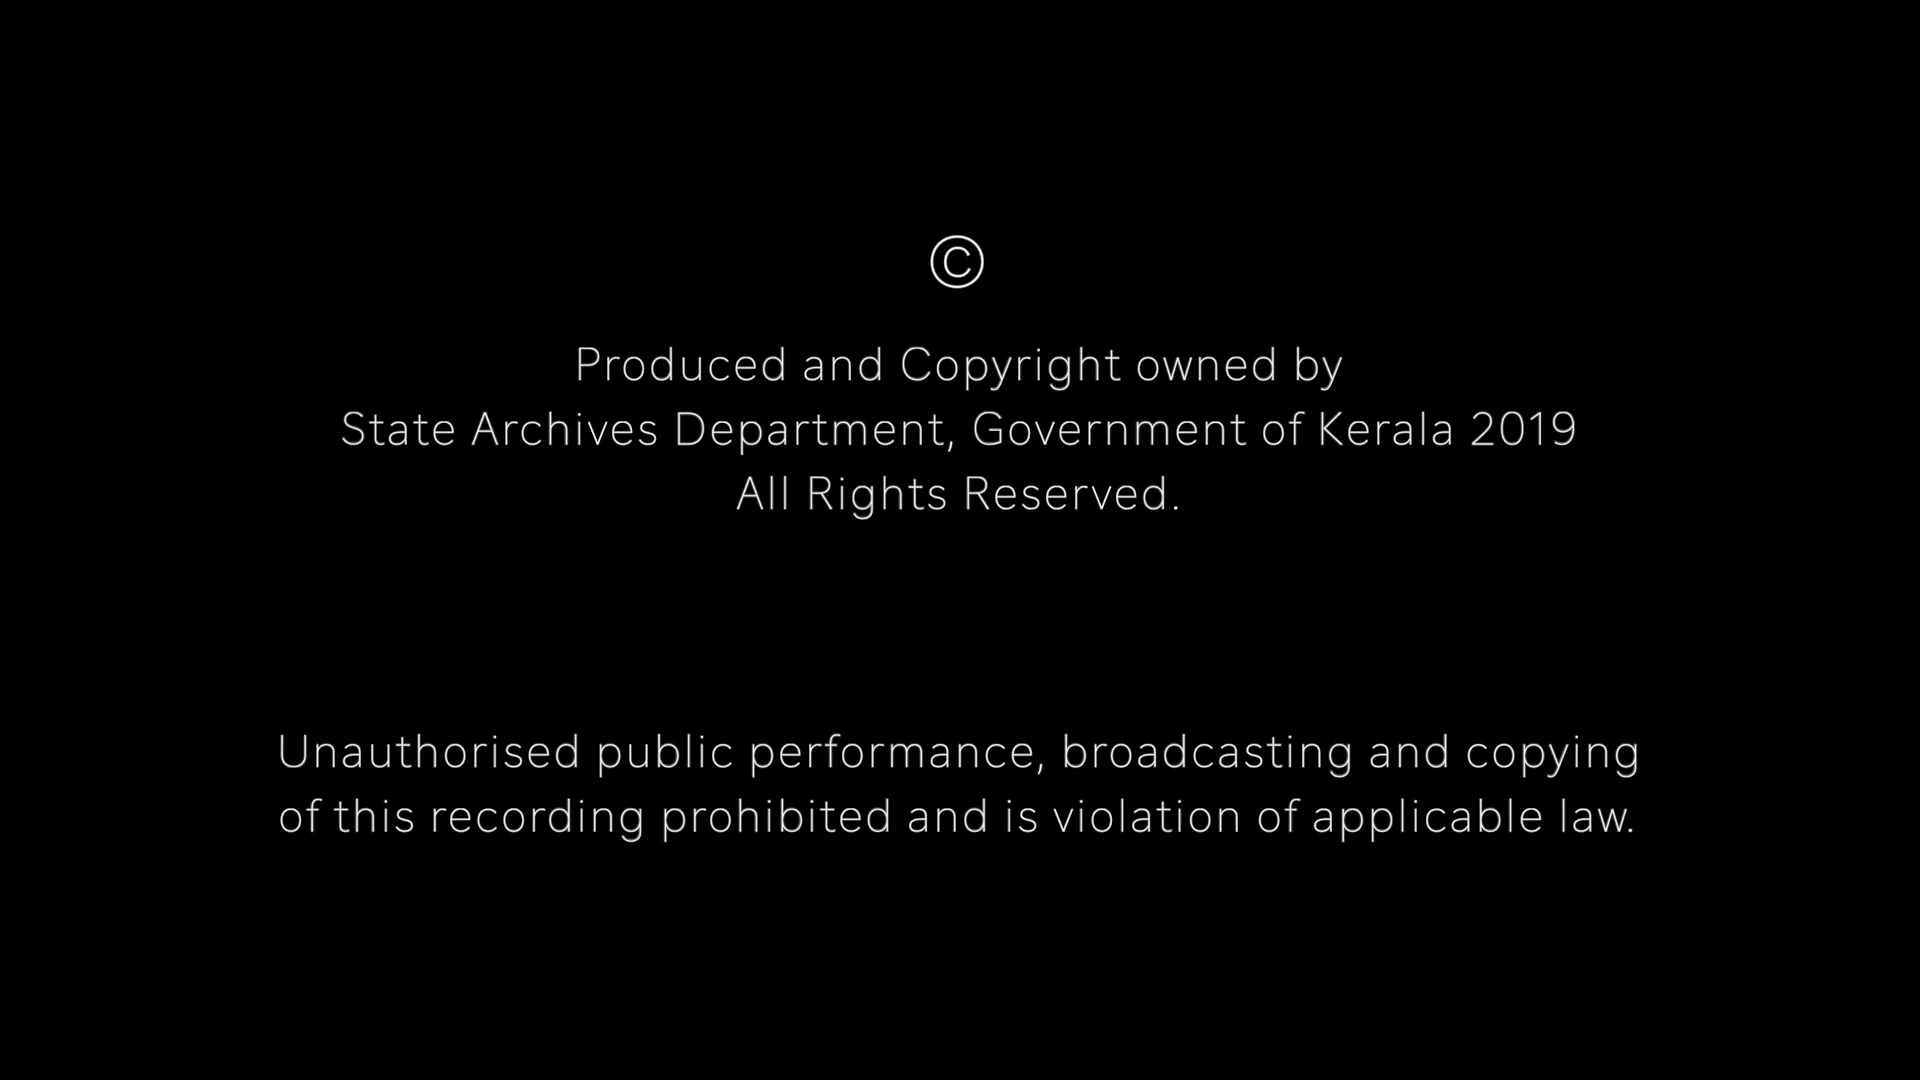 ©
Produced and Copyright owned by
State Archives Department, Government of Kerala 2019
All Rights Reserved.
Unauthorised public performance, broadcasting and copying
of this recording prohibited and is violation of applicable law.